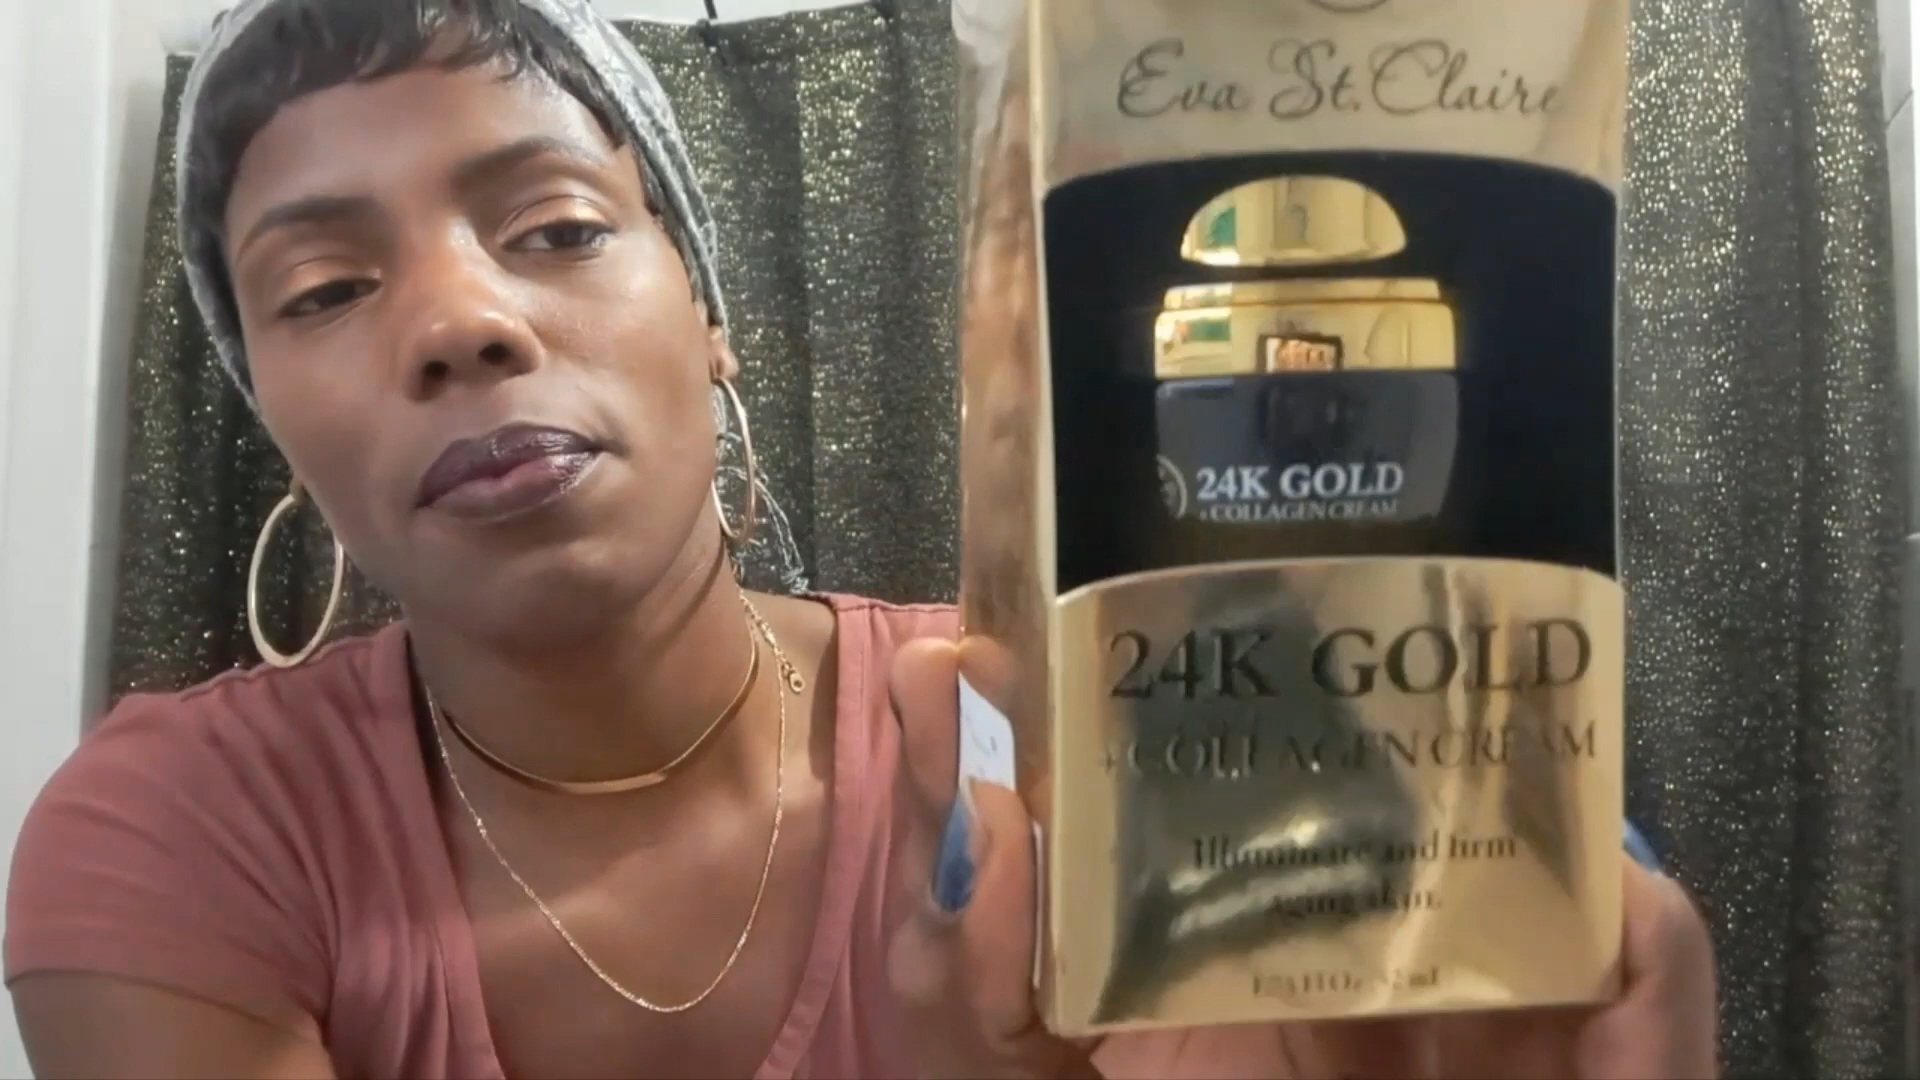 Eva St. Claire
24K GOLD
+ COLLAGEN CREAM
24K GOLD
+ COLLAGEN CREAM
Illuminate and firm
aging skin.